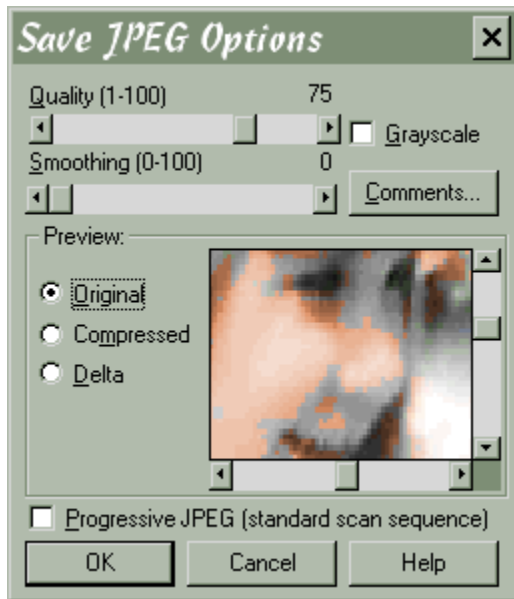 Save JPEG Options
Quality (1-100) 75
Grayscale
Smoothing (0-100) 0
Comments...
Preview:
Original
Compressed
Delta
Progressive JPEG (standard scan sequence)
OK Cancel Help